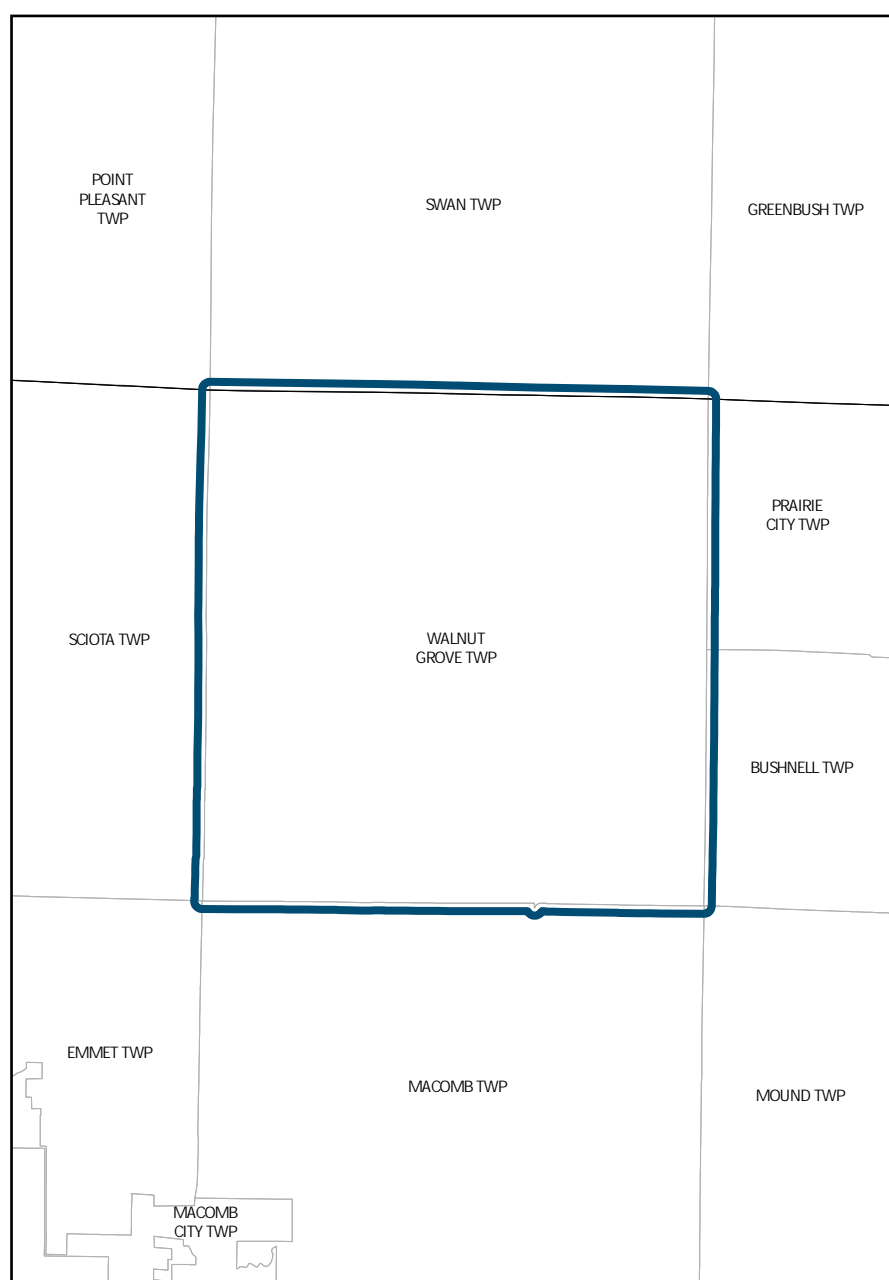 POINT
PLEASANT
TWP
SWAN TWP
GREENBUSH TWP
PRAIRIE
CITY TWP
SCIOTA TWP
WALNUT
GROVE TWP
BUSHNELL TWP
EMMET TWP
MACOMB TWP
MOUND TWP
MACOMB
CITY TWP